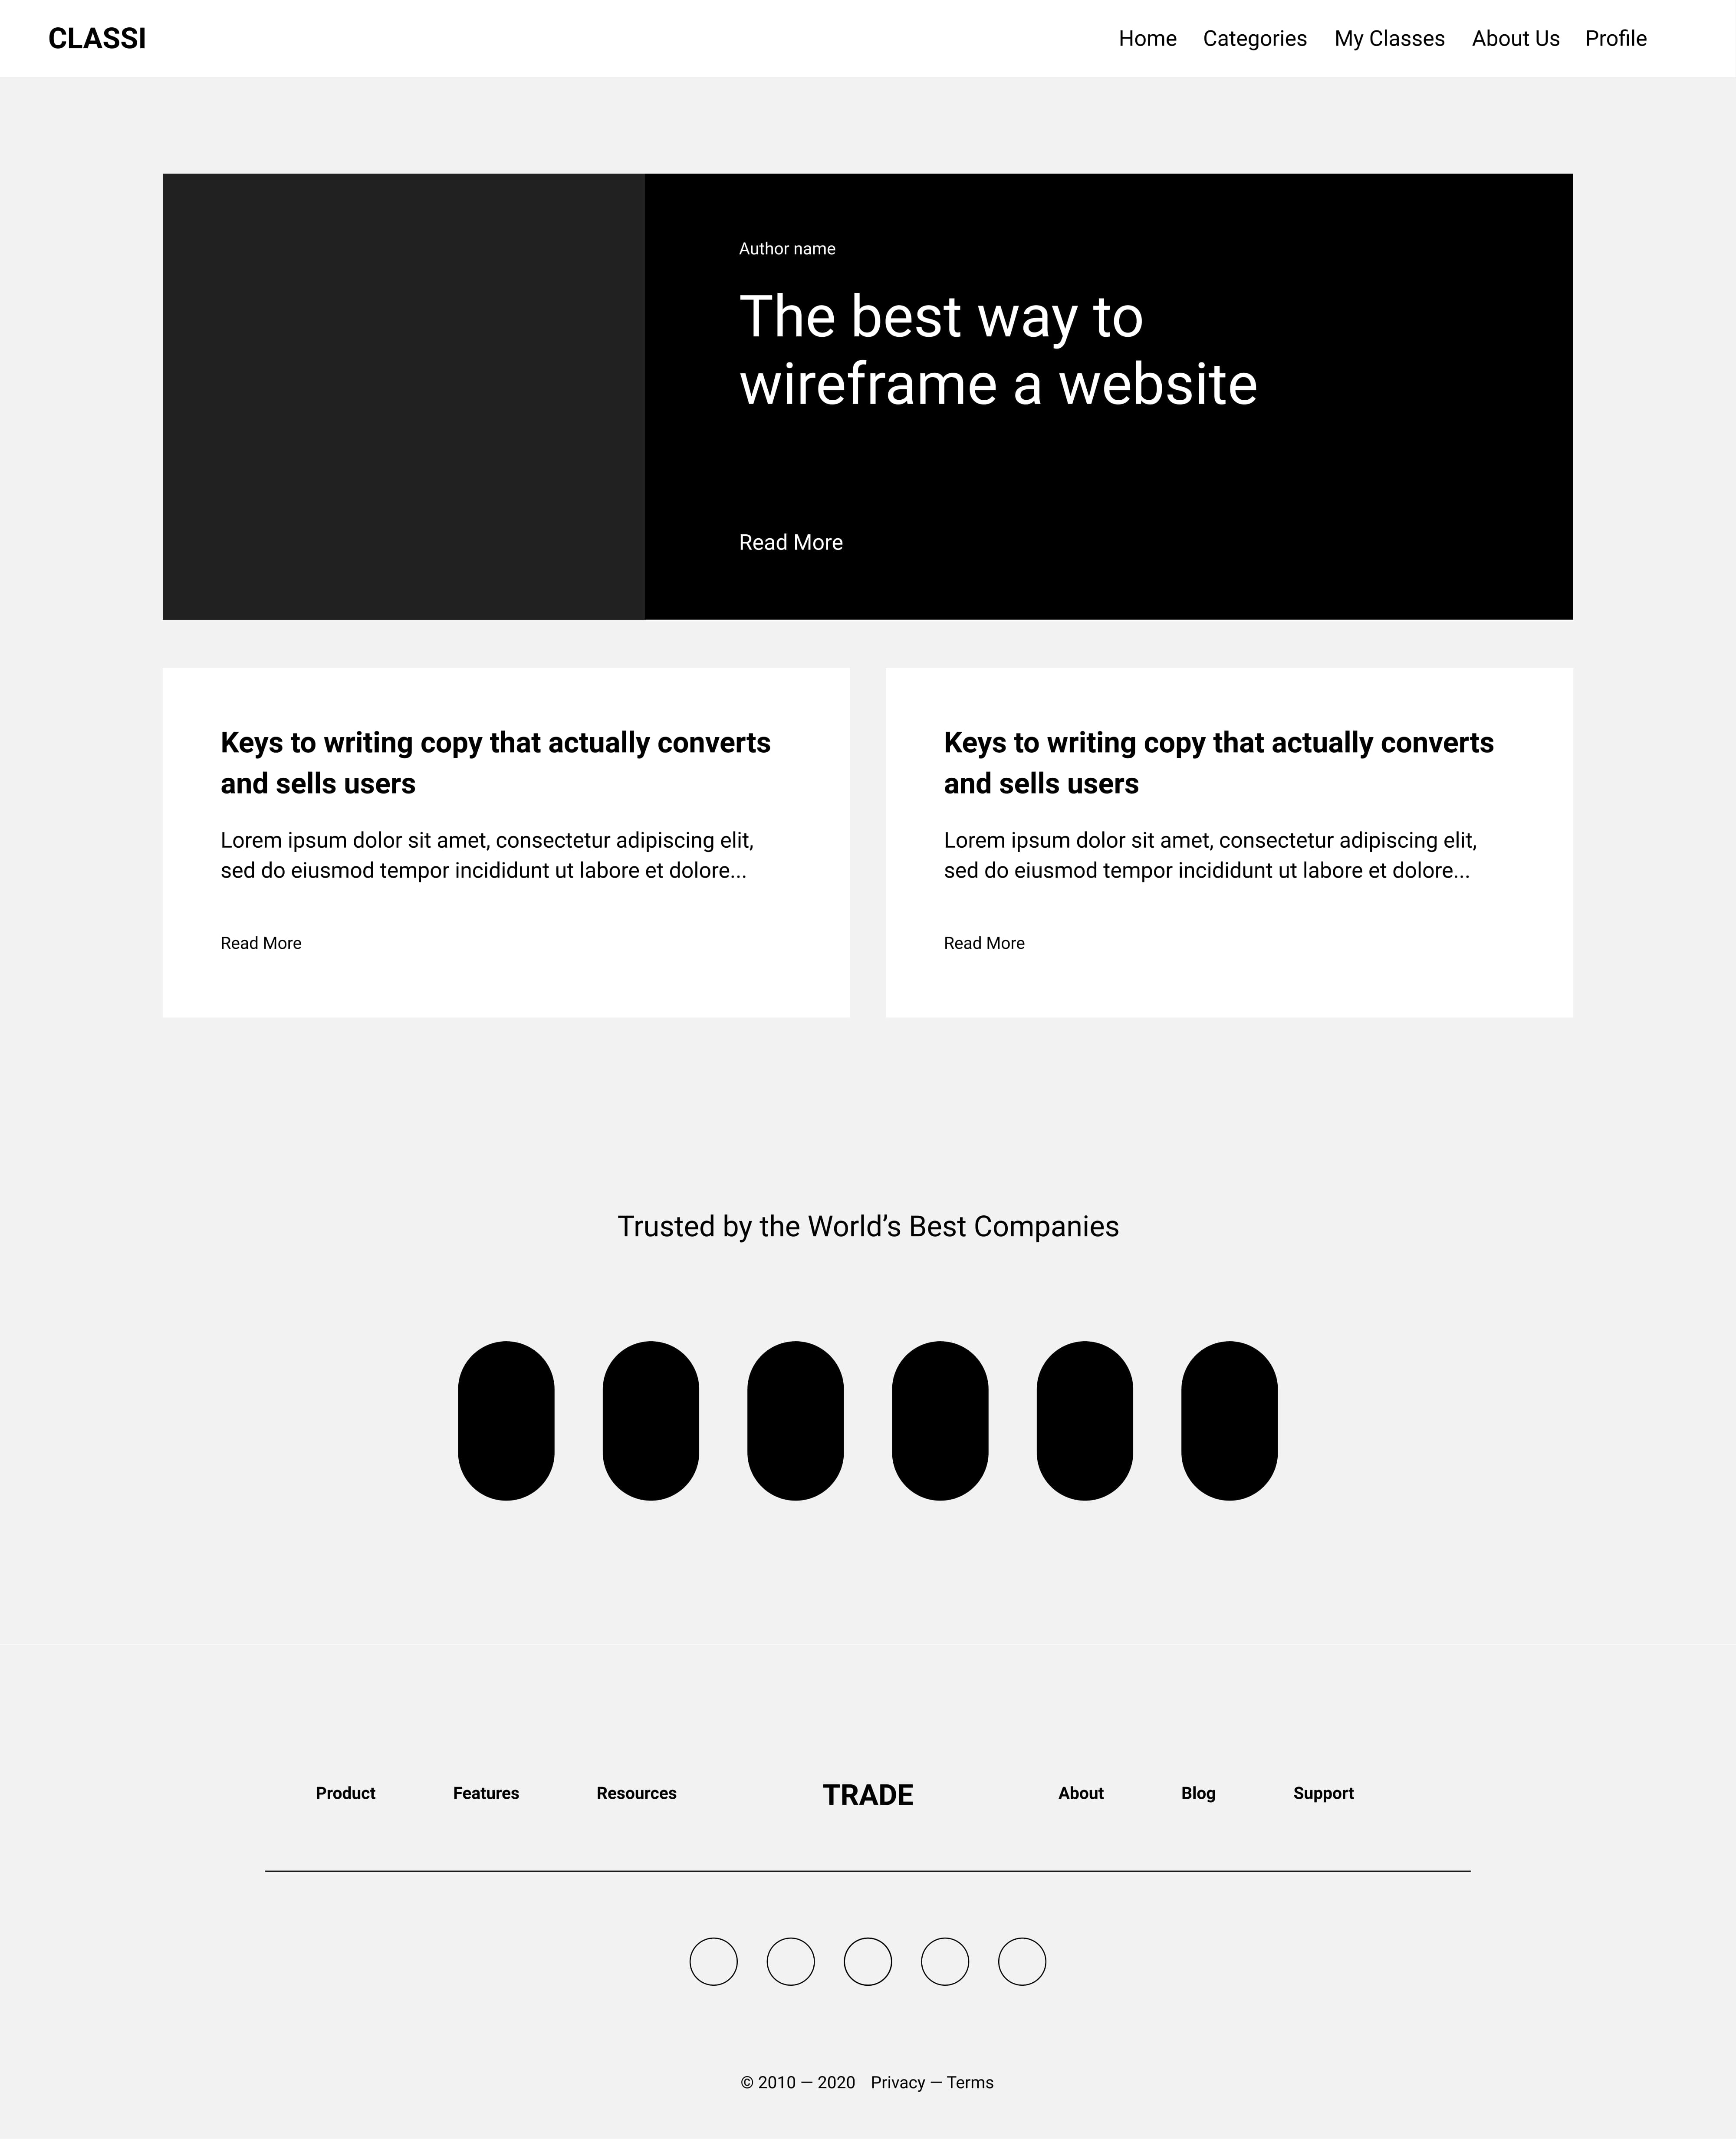 CLASSI
Home Categories My Classes About Us Profile
Author name
The best way to
wireframe a website
Read More
Keys to writing copy that actually converts
and sells users
Lorem ipsum dolor sit amet, consectetur adipiscing elit,
sed do eiusmod tempor incididunt ut labore et dolore...
Read More
Keys to writing copy that actually converts
and sells users
Lorem ipsum dolor sit amet, consectetur adipiscing elit,
sed do eiusmod tempor incididunt ut labore et dolore...
Read More
Trusted by the World’s Best Companies
Product Features Resources TRADE About Blog Support
© 2010 — 2020 Privacy — Terms